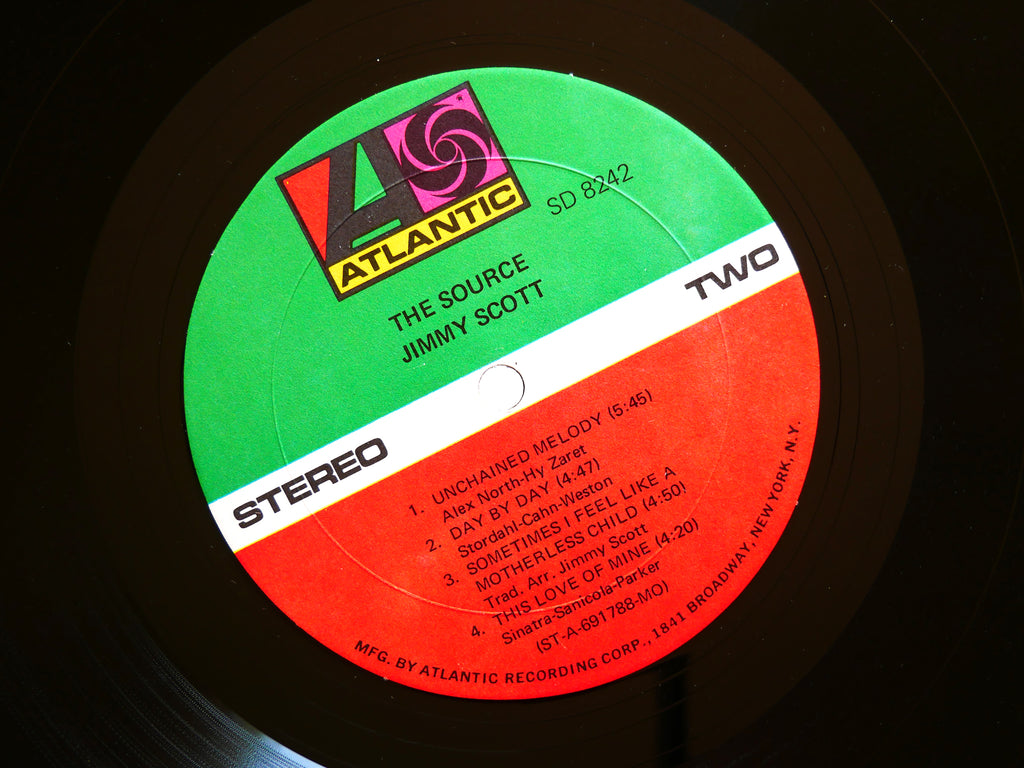 ATLANTIC
SD 8242
THE SOURCE
JIMMY SCOTT
STEREO TWO
1. UNCHAINED MELODY (5:45)
Alex North-Hy Zaret
2. DAY BY DAY (4:47)
Stordahl-Cahn-Weston
3. SOMETIMES I FEEL LIKE A
MOTHERLESS CHILD (4:50)
Trad. Arr. Jimmy Scott
4. THIS LOVE OF MINE (4:20)
Sinatra-Sanicola-Parker
(ST-A-691788-MO)
MFG. BY ATLANTIC RECORDING CORP., 1841 BROADWAY, NEW YORK, N.Y.